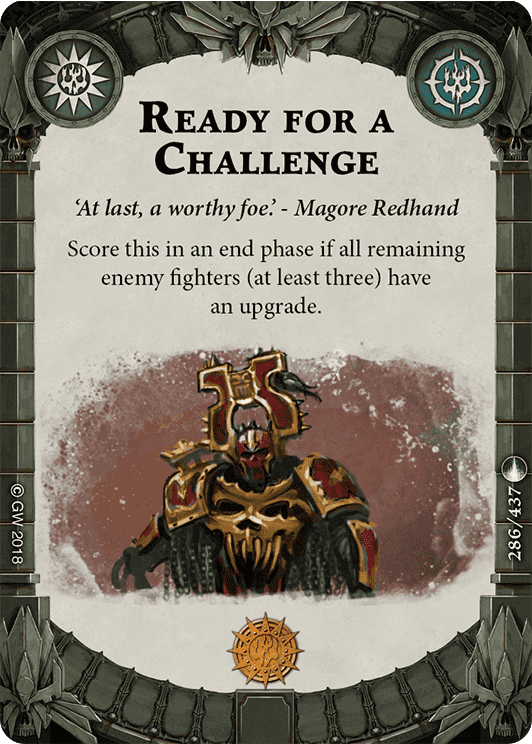 READY FOR A
CHALLENGE
‘At last, a worthy foe.’ - Magore Redhand
Score this in an end phase if all remaining
enemy fighters (at least three) have
an upgrade.
© GW 2018
286/437